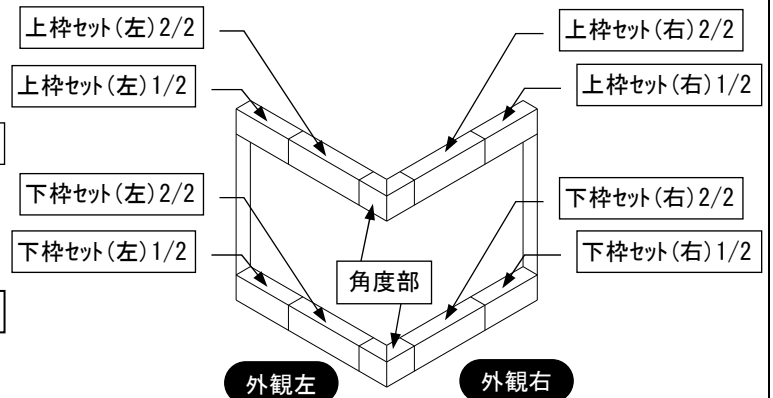 上枠セット(左)2/2
上枠セット(右)2/2
上枠セット(左)1/2
上枠セット(右)1/2
下枠セット(左)2/2
下枠セット(右)2/2
下枠セット(左)1/2
下枠セット(右)1/2
角度部
外観左
外観右